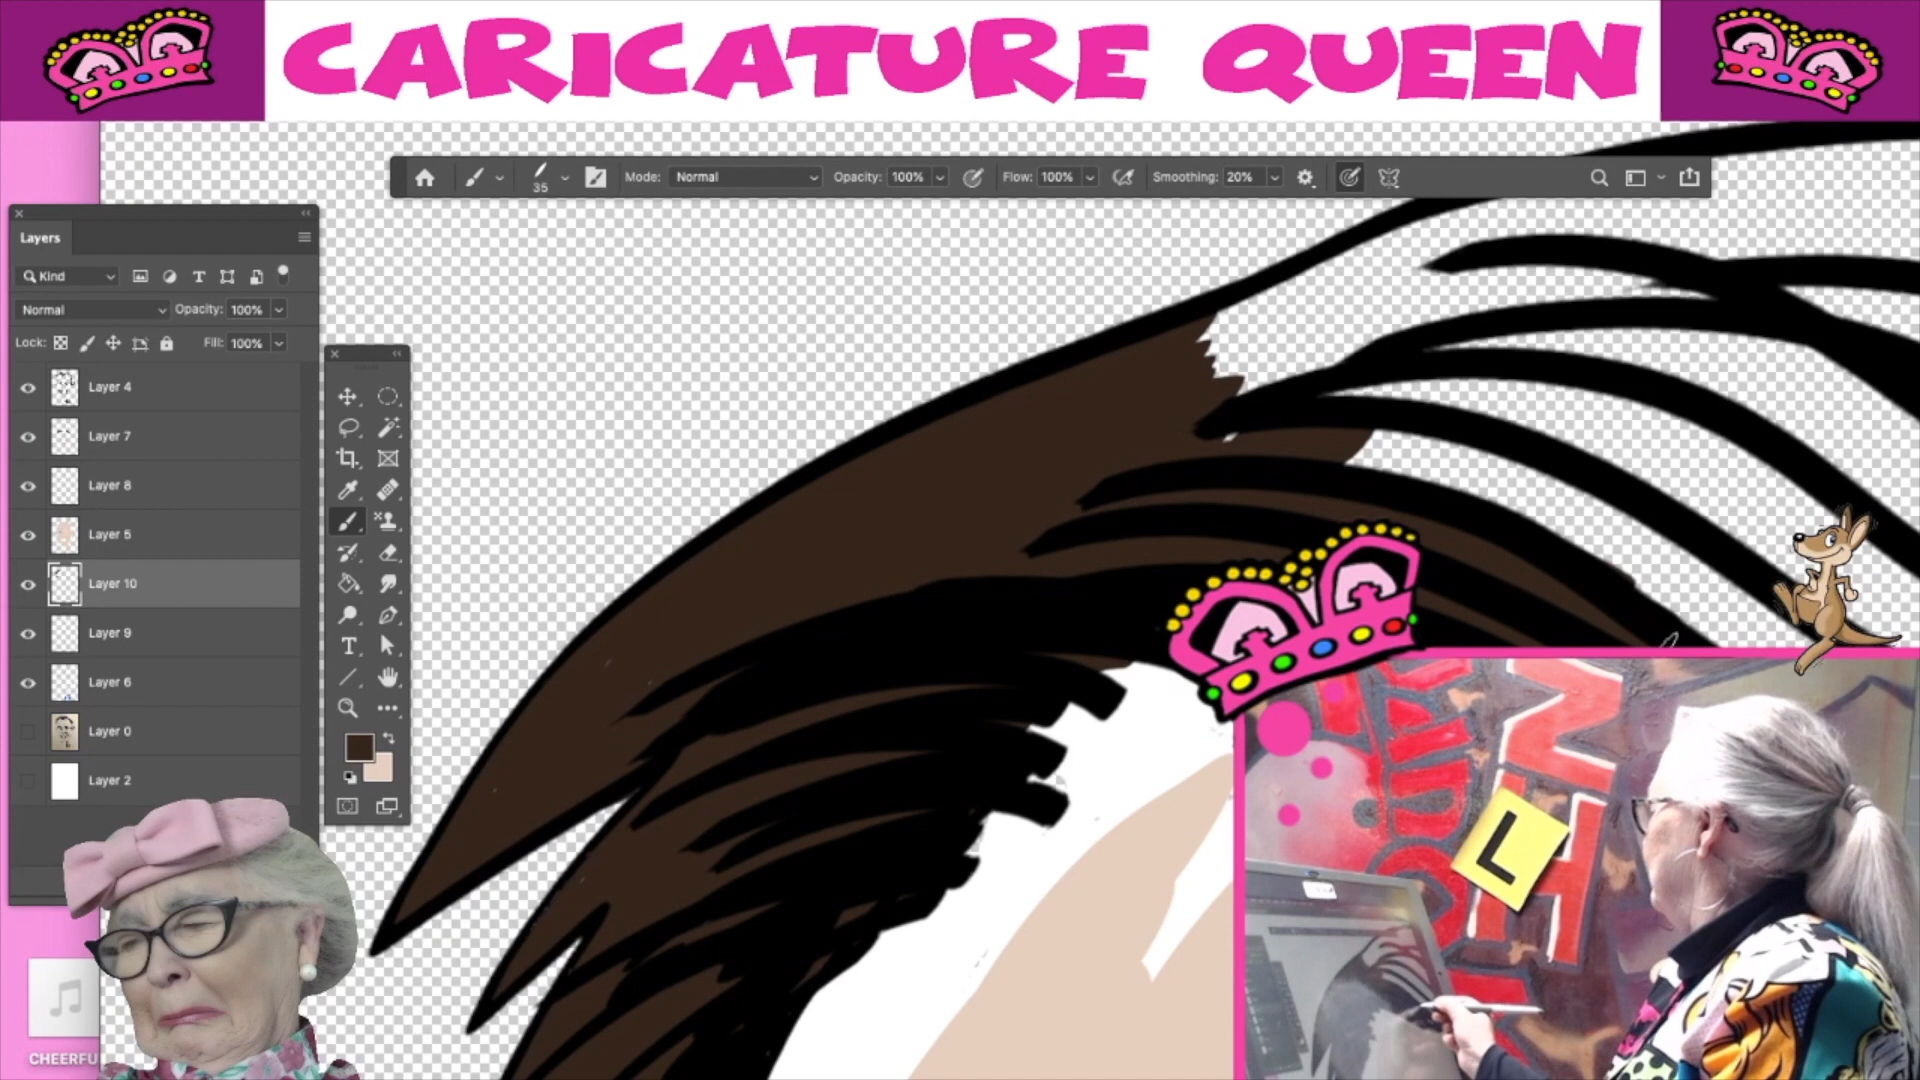 CARICATURE QUEEN
35
Mode: Normal
Opacity: 100%
Flow: 100%
Smoothing: 20%
Layers
Kind
Normal
Opacity: 100%
Lock:
Fill: 100%
Layer 4
Layer 7
Layer 8
Layer 5
Layer 10
Layer 9
Layer 6
Layer 0
Layer 2
CHEERFU
L